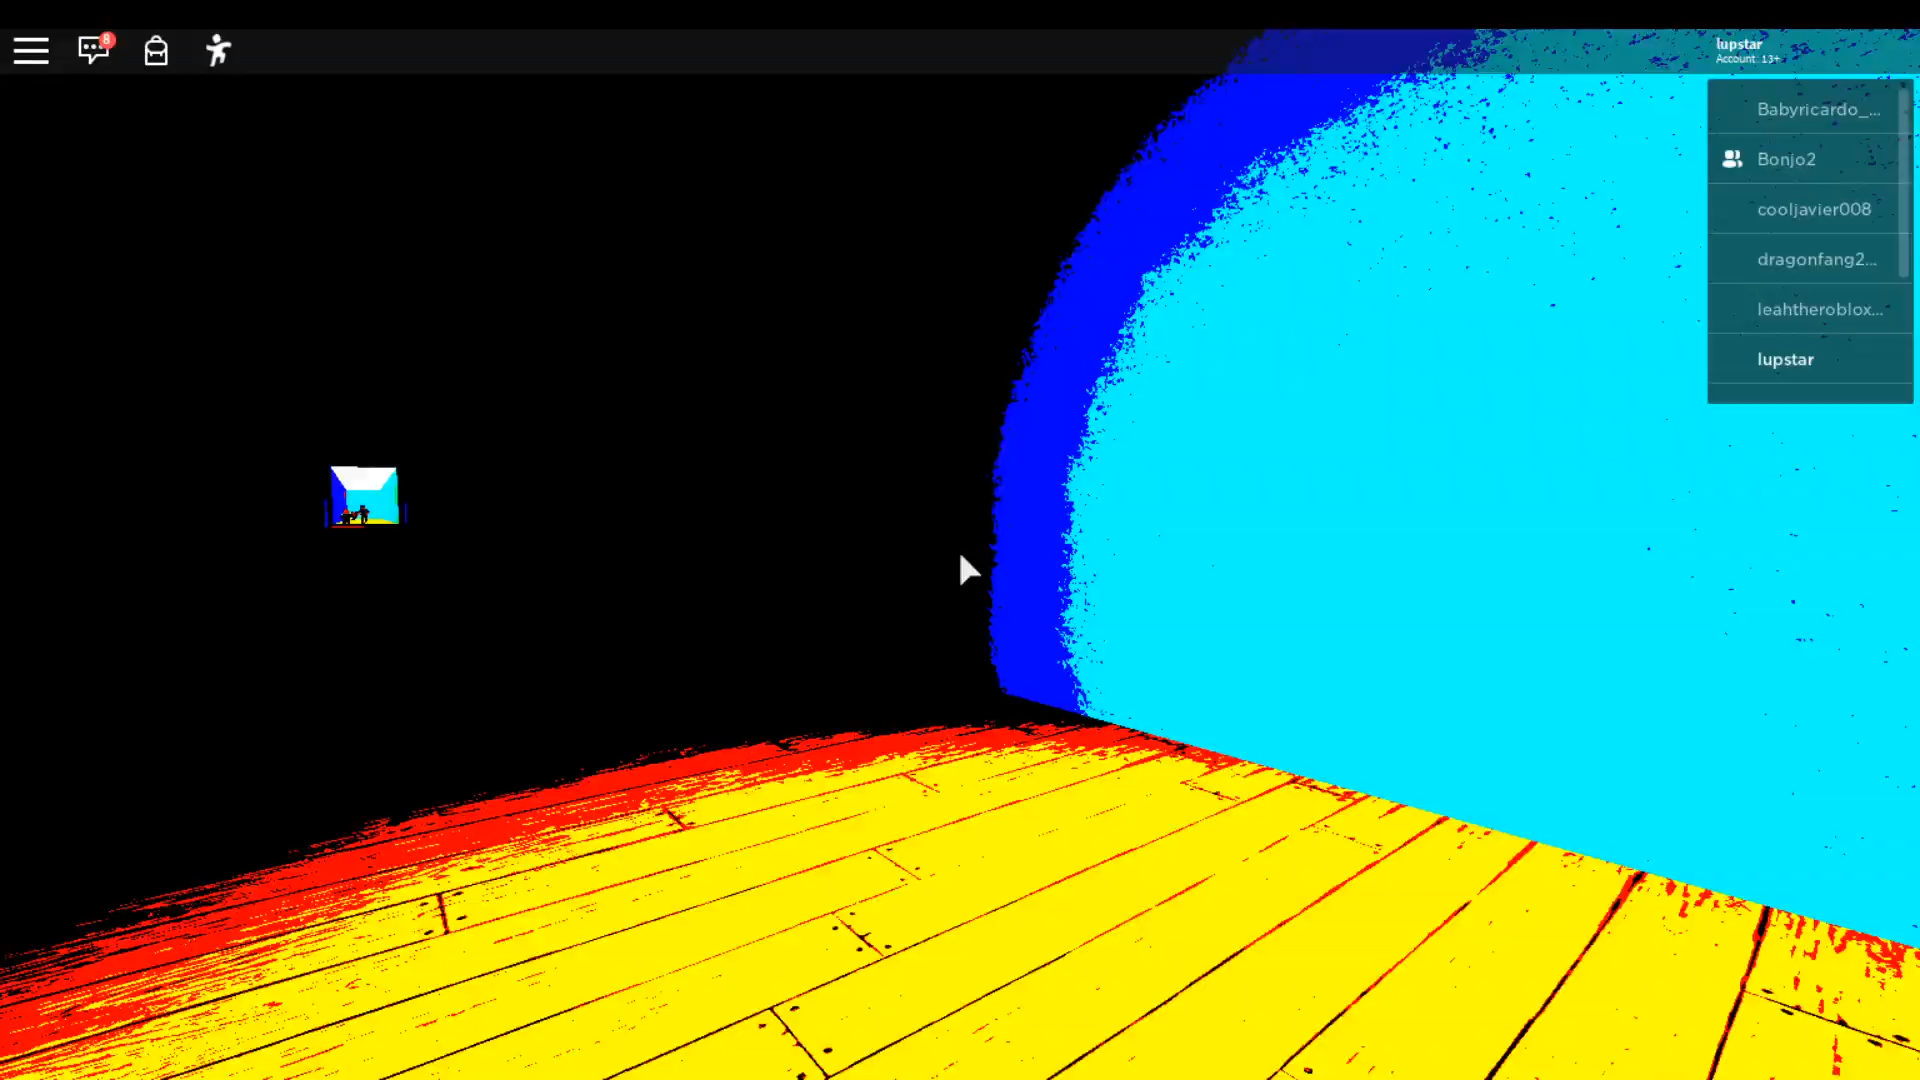 8
lupstar
Account: 13+
Babyricardo_...
Bonjo2
cooljavier008
dragonfang2...
leahtheroblox...
lupstar